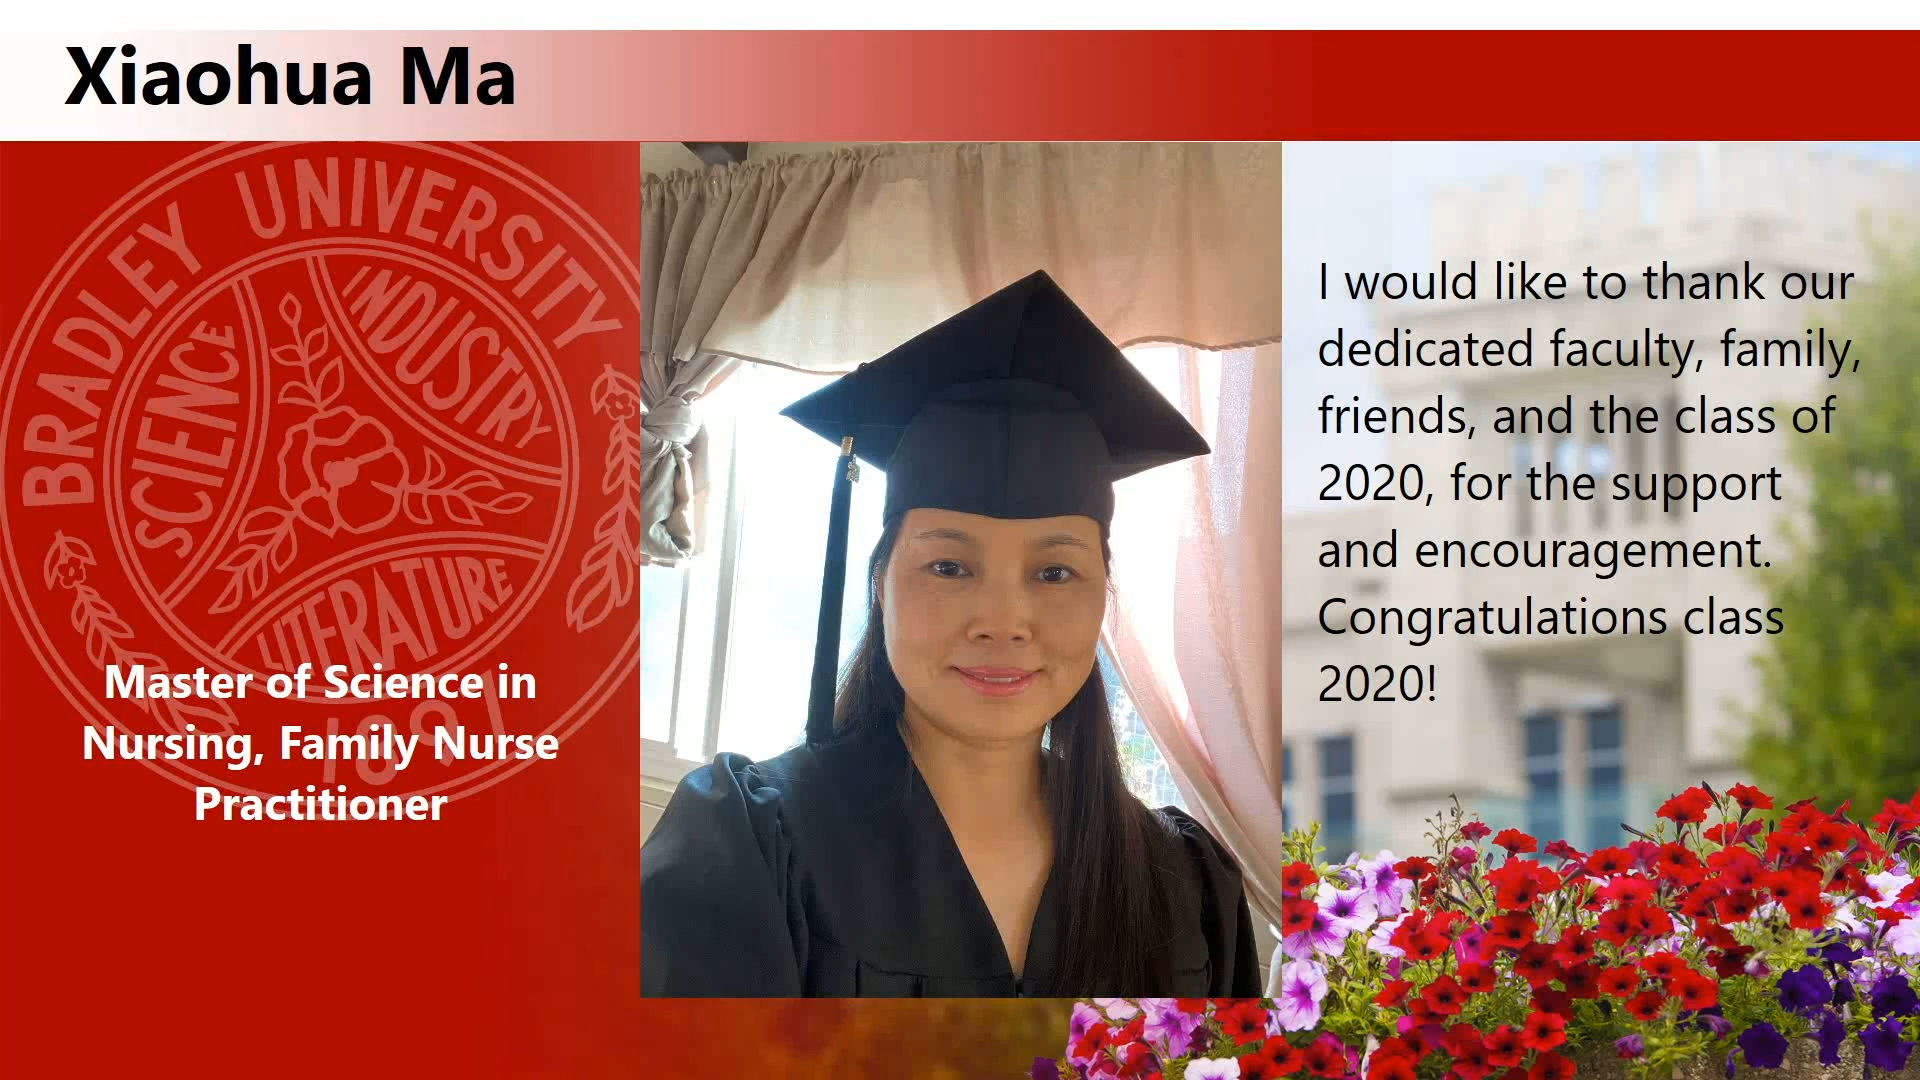 Xiaohua Ma
BRADLEY UNIVERSITY
SCIENCE
INDUSTRY
LITERATURE
1897
Master of Science in
Nursing, Family Nurse
Practitioner
I would like to thank our
dedicated faculty, family,
friends, and the class of
2020, for the support
and encouragement.
Congratulations class
2020!